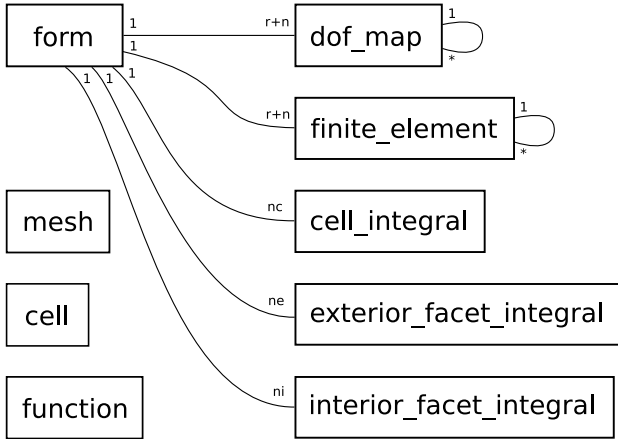 form
1
r+n
dof_map
1
*
1
r+n
finite_element
1
*
1
1
1
mesh
nc
cell_integral
cell
ne
exterior_facet_integral
function
ni
interior_facet_integral